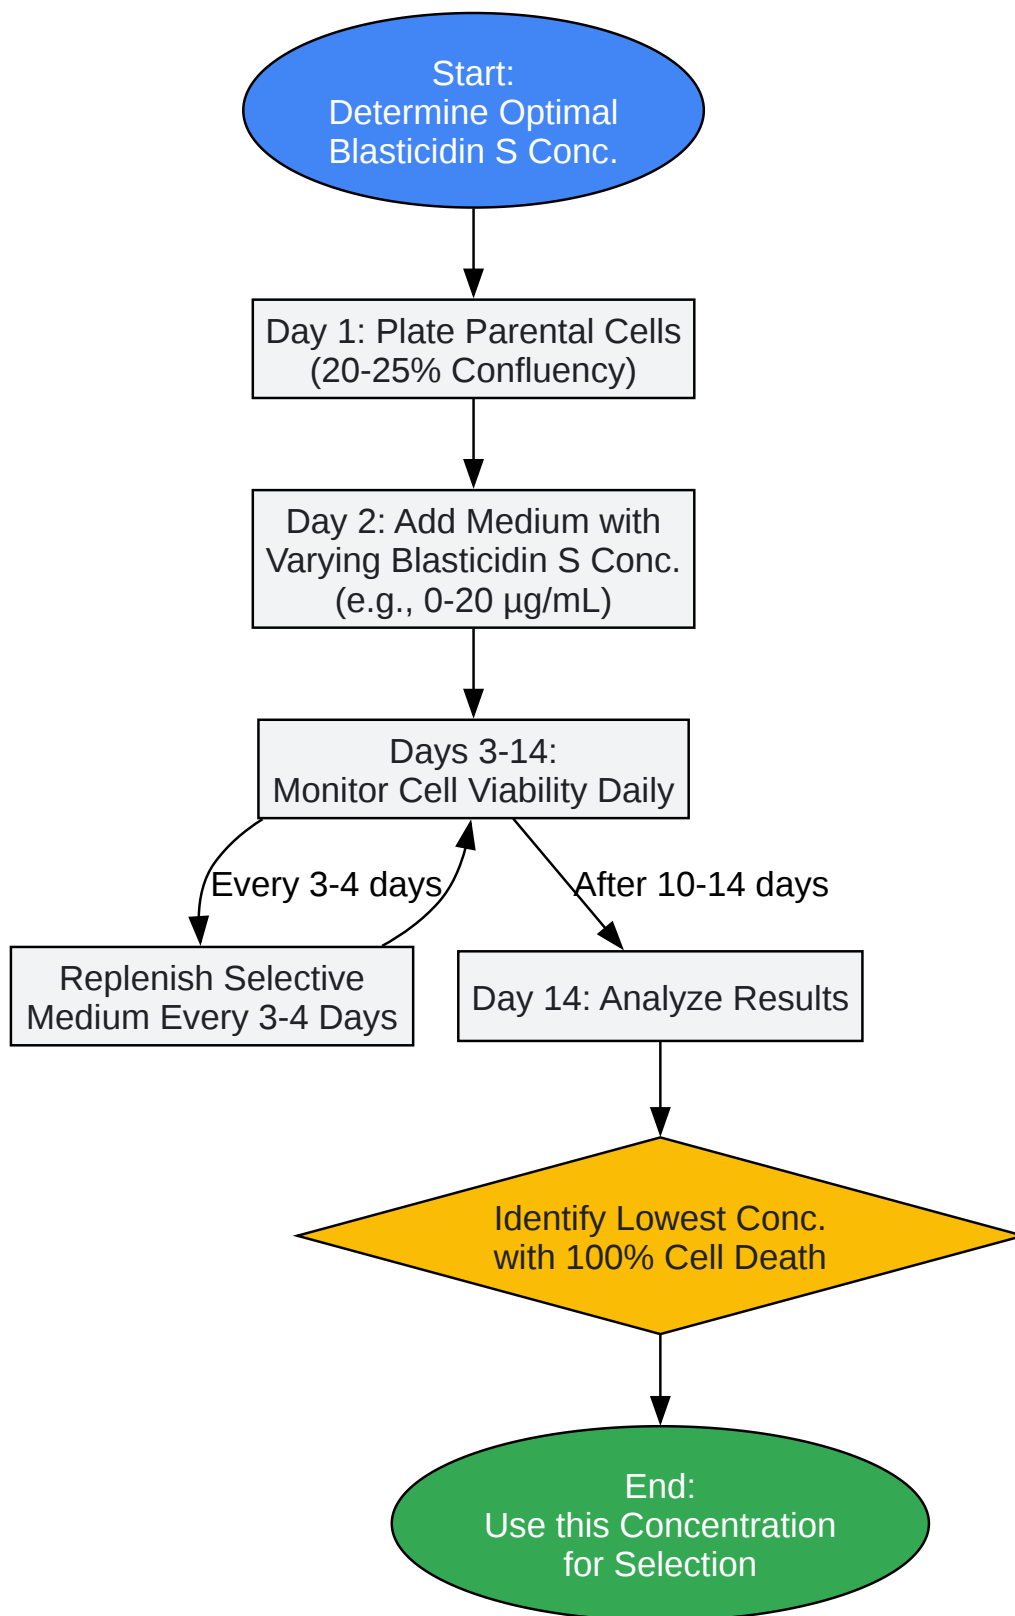 Start:
Determine Optimal
Blasticidin S Conc.
Day 1: Plate Parental Cells
(20-25% Confluency)
Day 2: Add Medium with
Varying Blasticidin S Conc.
(e.g., 0-20 µg/mL)
Days 3-14:
Monitor Cell Viability Daily
Every 3-4 days
After 10-14 days
Replenish Selective
Medium Every 3-4 Days
Day 14: Analyze Results
Identify Lowest Conc.
with 100% Cell Death
End:
Use this Concentration
for Selection